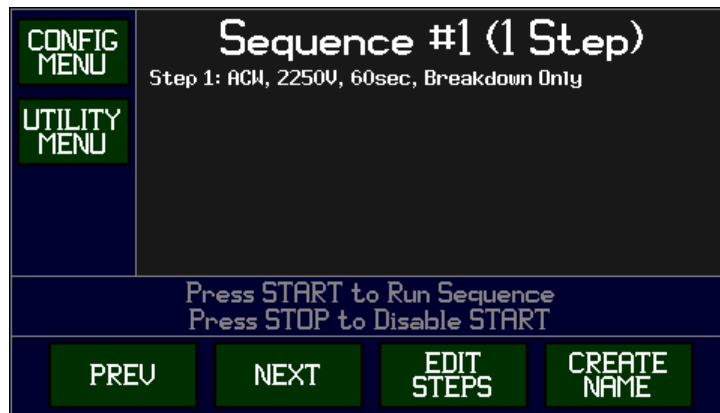 CONFIG
MENU
UTILITY
MENU
Sequence #1 (1 Step)
Step 1: ACW, 2250V, 60sec, Breakdown Only
Press START to Run Sequence
Press STOP to Disable START
PREV
NEXT
EDIT
STEPS
CREATE
NAME